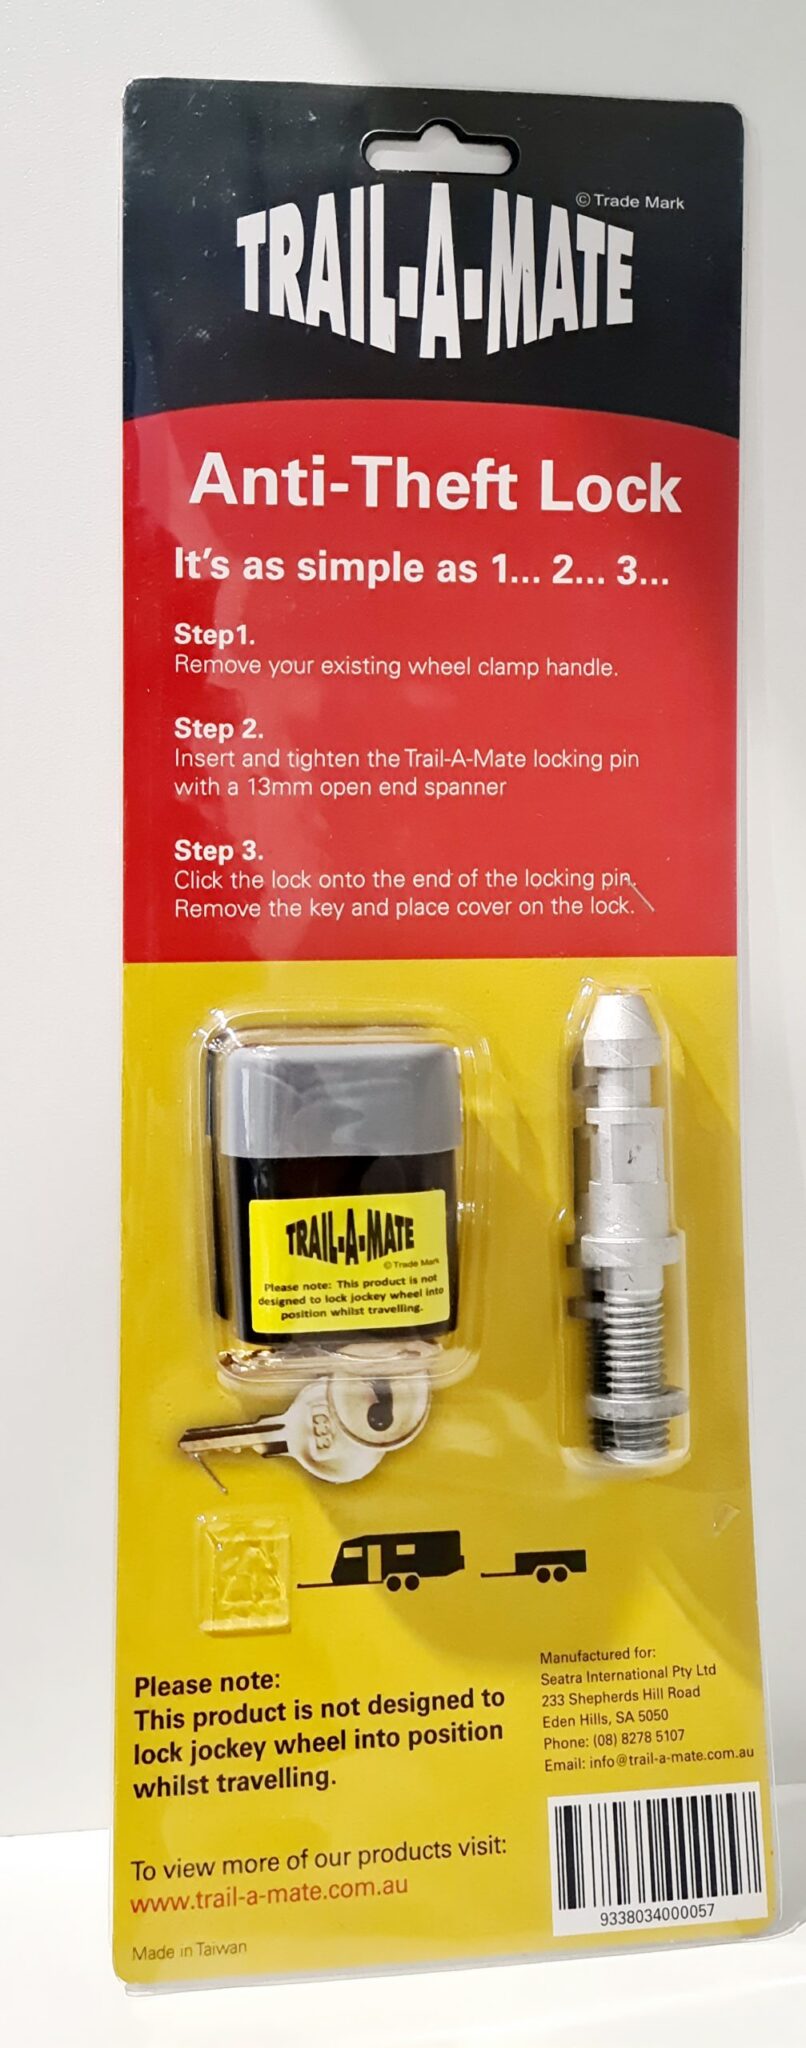 © Trade Mark
TRAIL-A-MATE
Anti-Theft Lock
It's as simple as 1... 2... 3...
Step1.
Remove your existing wheel clamp handle.
Step 2.
Insert and tighten the Trail-A-Mate locking pin
with a 13mm open end spanner
Step 3.
Click the lock onto the end of the locking pin.
Remove the key and place cover on the lock.
TRAIL-A-MATE
© Trade Mark
Please note: This product is not
designed to lock jockey wheel into
position whilst travelling.
C33
Please note:
This product is not designed to
lock jockey wheel into position
whilst travelling.
Manufactured for:
Seatra International Pty Ltd
233 Shepherds Hill Road
Eden Hills, SA 5050
Phone: (08) 8278 5107
Email: info@trail-a-mate.com.au
To view more of our products visit:
www.trail-a-mate.com.au
9338034000057
Made in Taiwan